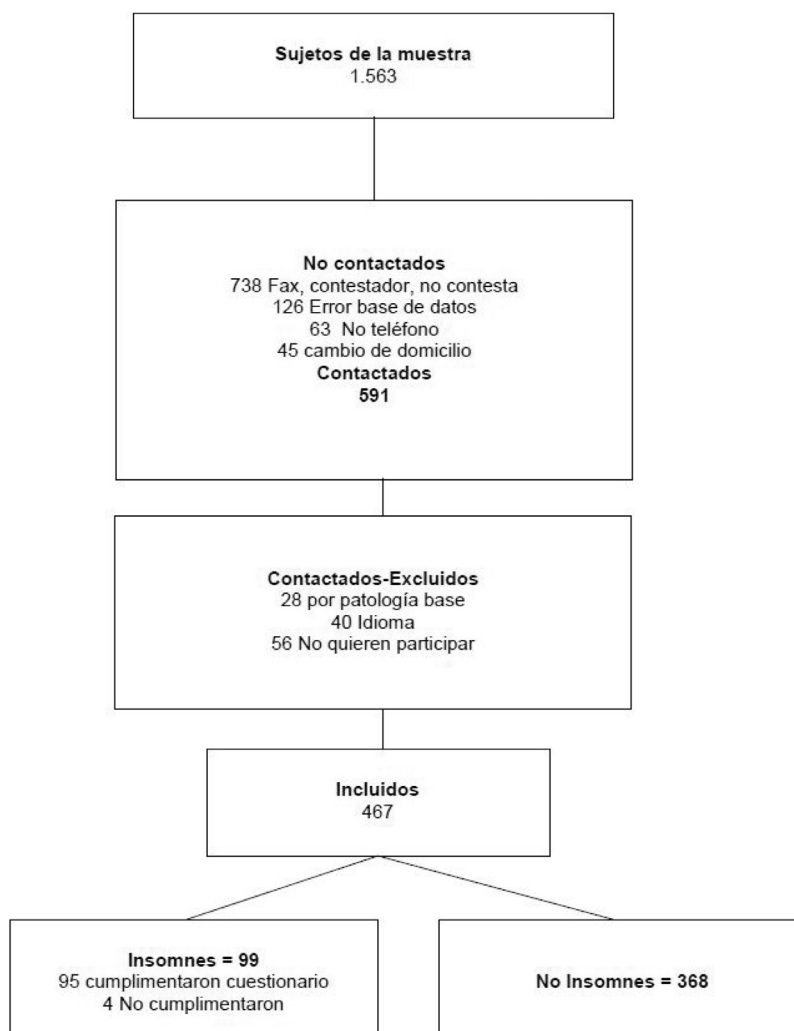 Sujetos de la muestra
1.563
No contactados
738 Fax, contestador, no contesta
126 Error base de datos
63 No teléfono
45 cambio de domicilio
Contactados
591
Contactados-Excluidos
28 por patología base
40 Idioma
56 No quieren participar
Incluidos
467
Insomnes = 99
95 cumplimentaron cuestionario
4 No cumplimentaron
No Insomnes = 368